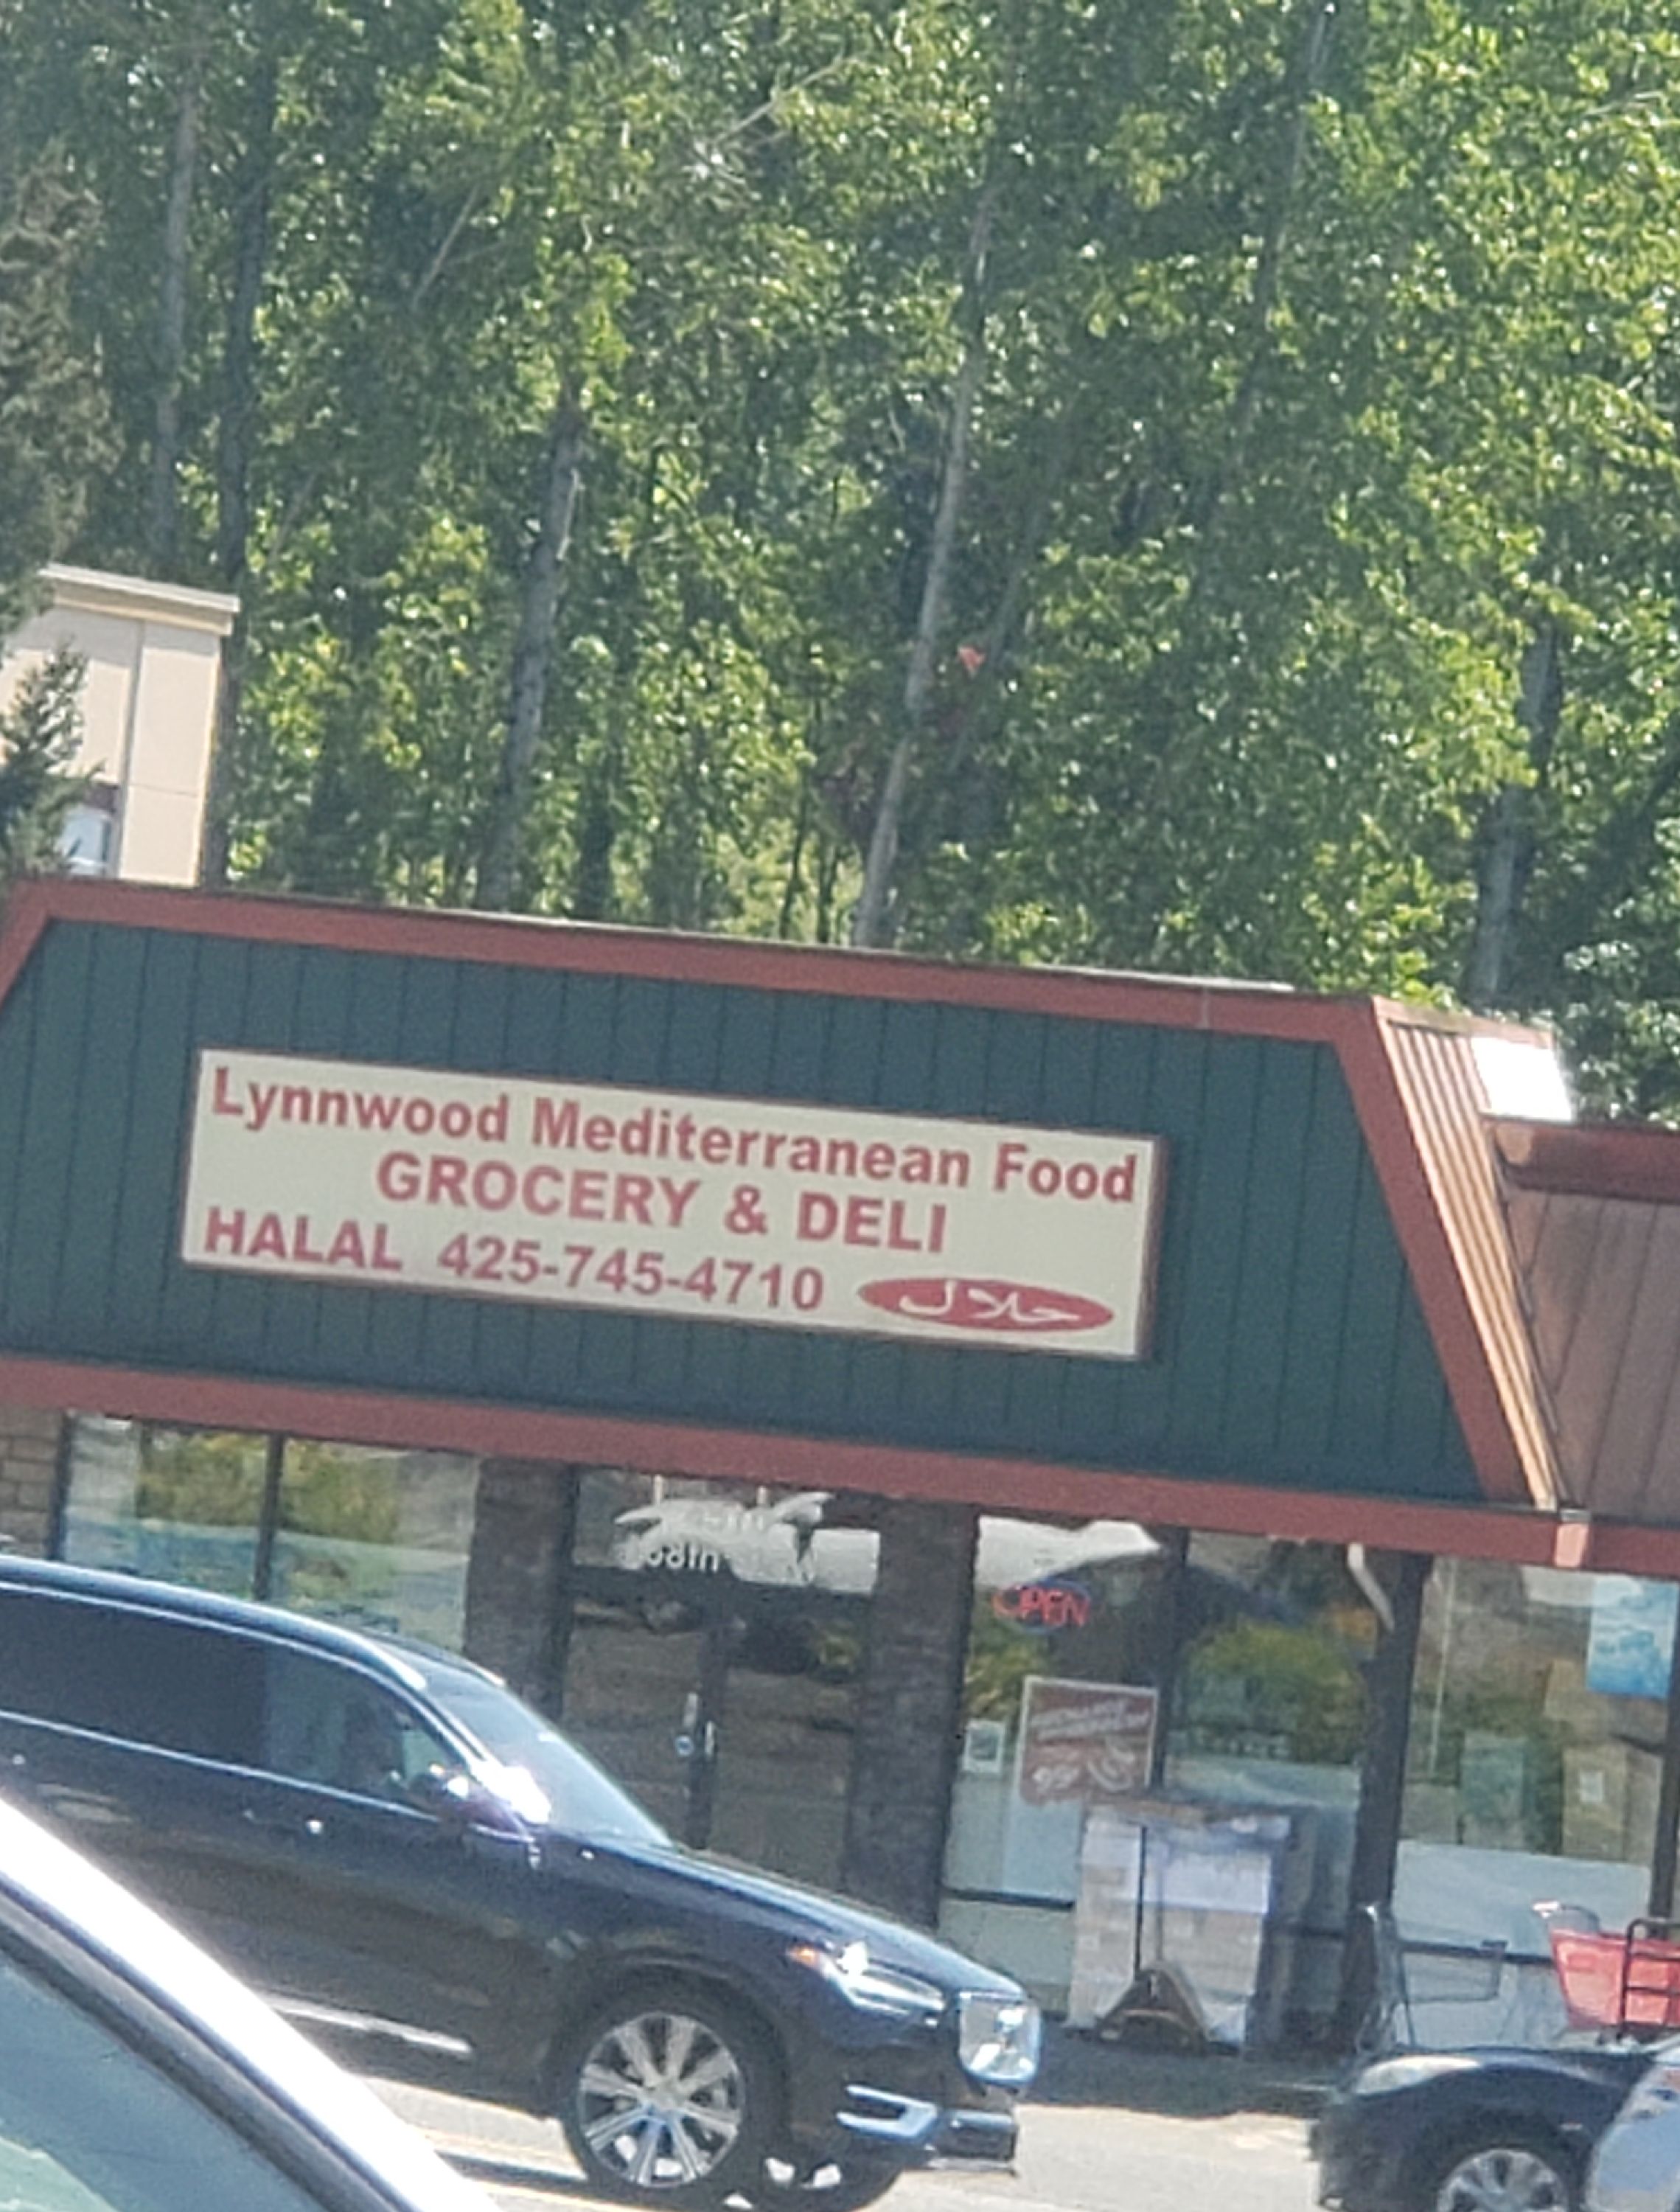 Lynnwood Mediterranean Food
GROCERY & DELI
HALAL 425-745-4710 حلال
OPEN